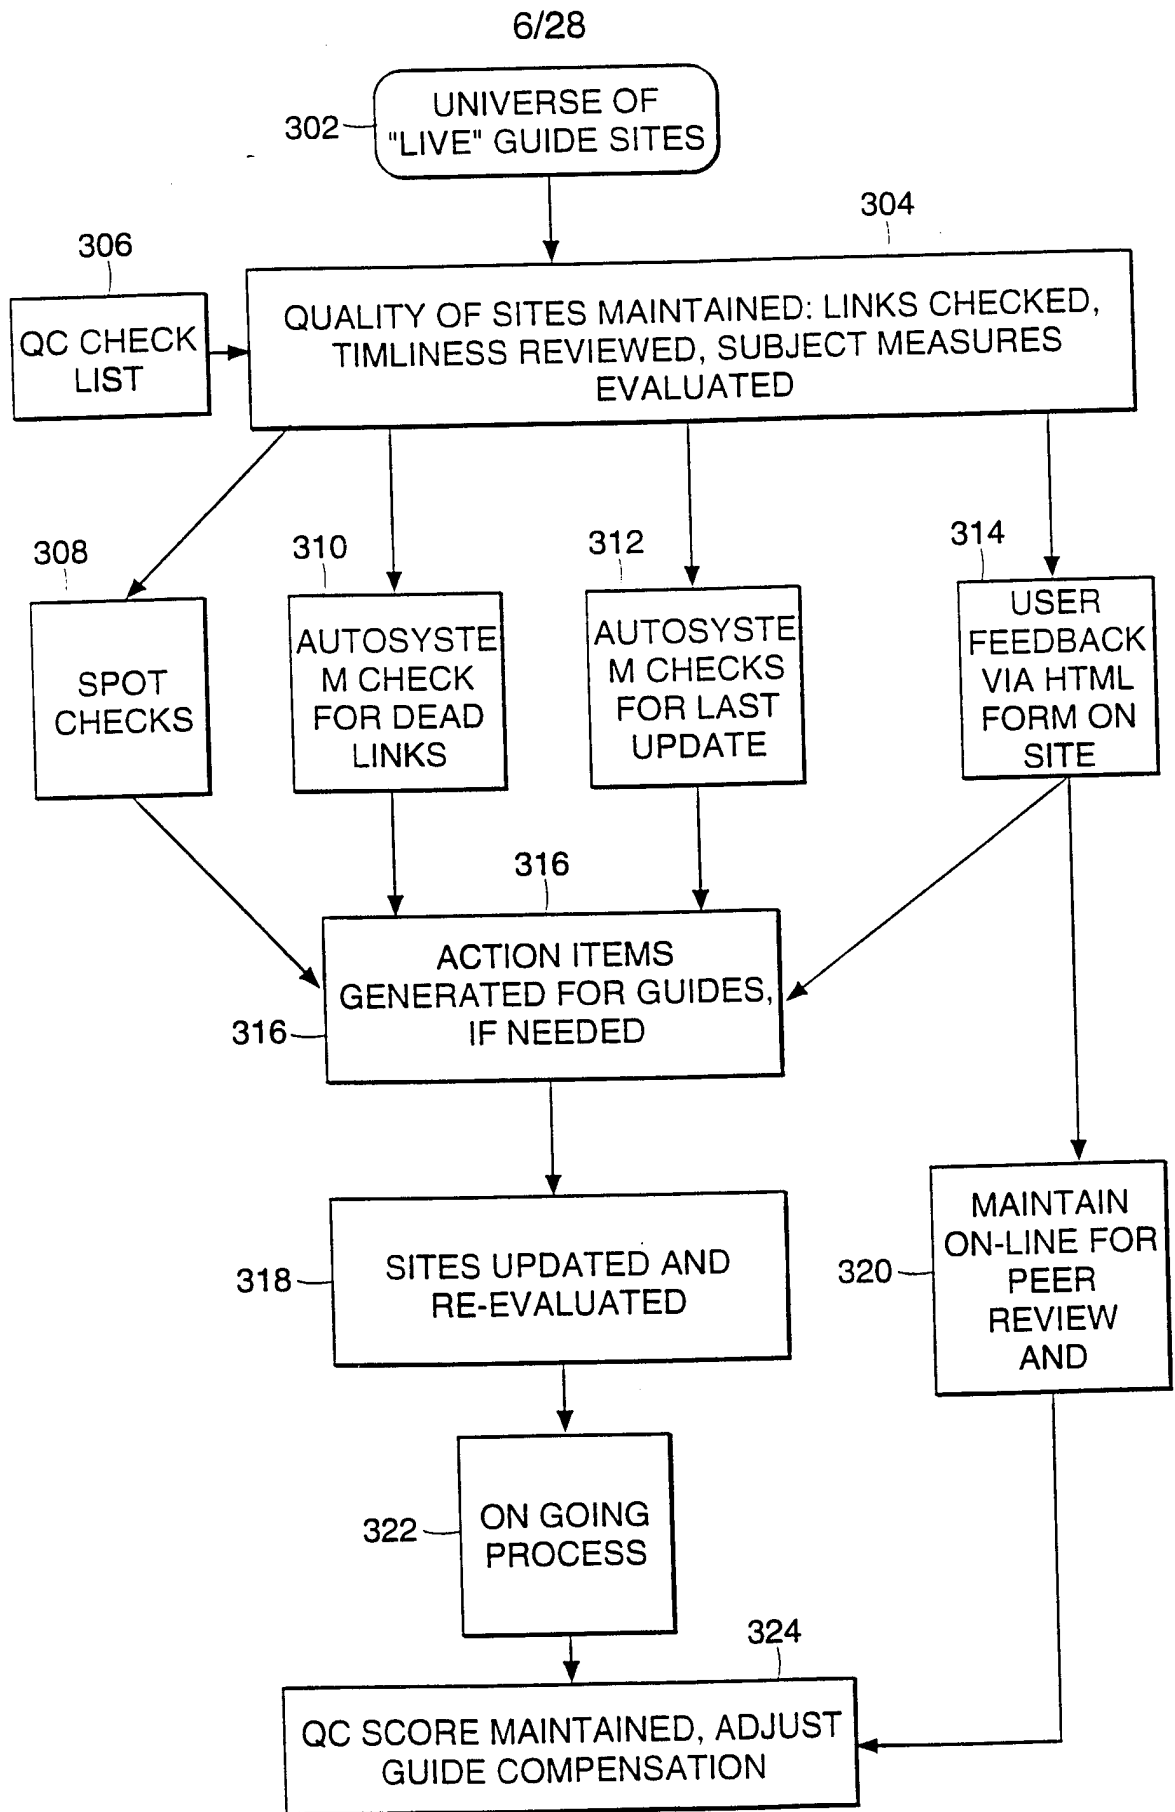 6/28
302
UNIVERSE OF
"LIVE" GUIDE SITES
304
306
QC CHECK
LIST
QUALITY OF SITES MAINTAINED: LINKS CHECKED,
TIMLINESS REVIEWED, SUBJECT MEASURES
EVALUATED
308
SPOT
CHECKS
310
AUTOSYSTE
M CHECK
FOR DEAD
LINKS
312
AUTOSYSTE
M CHECKS
FOR LAST
UPDATE
314
USER
FEEDBACK
VIA HTML
FORM ON
SITE
316
ACTION ITEMS
GENERATED FOR GUIDES,
IF NEEDED
316
318
SITES UPDATED AND
RE-EVALUATED
320
MAINTAIN
ON-LINE FOR
PEER
REVIEW
AND
322
ON GOING
PROCESS
324
QC SCORE MAINTAINED, ADJUST
GUIDE COMPENSATION